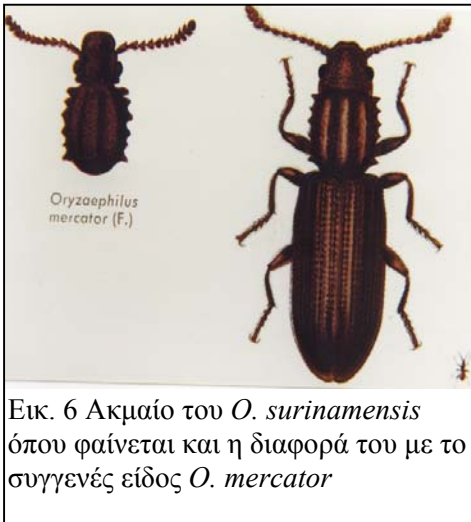 Oryzaephilus
mercator (F.)
Εικ. 6 Ακμαίο του O. surinamensis
όπου φαίνεται και η διαφορά του με το
συγγενές είδος O. mercator